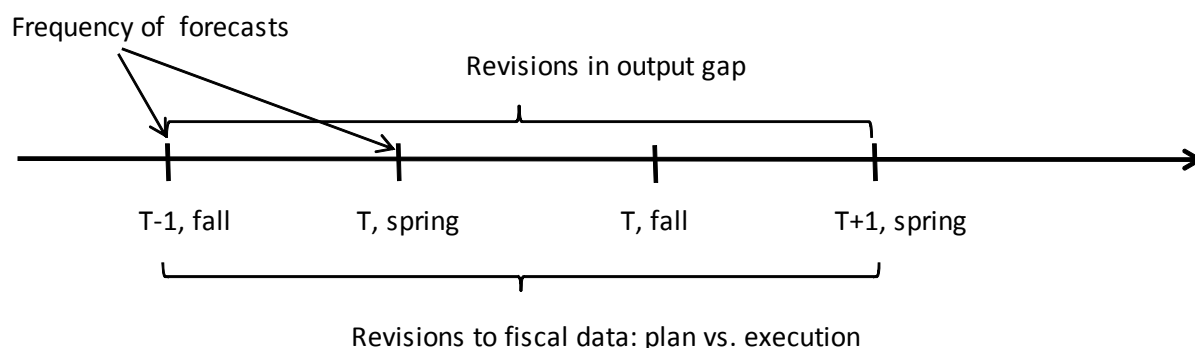 Frequency of forecasts
Revisions in output gap
T-1, fall
T, spring
T, fall
T+1, spring
Revisions to fiscal data: plan vs. execution